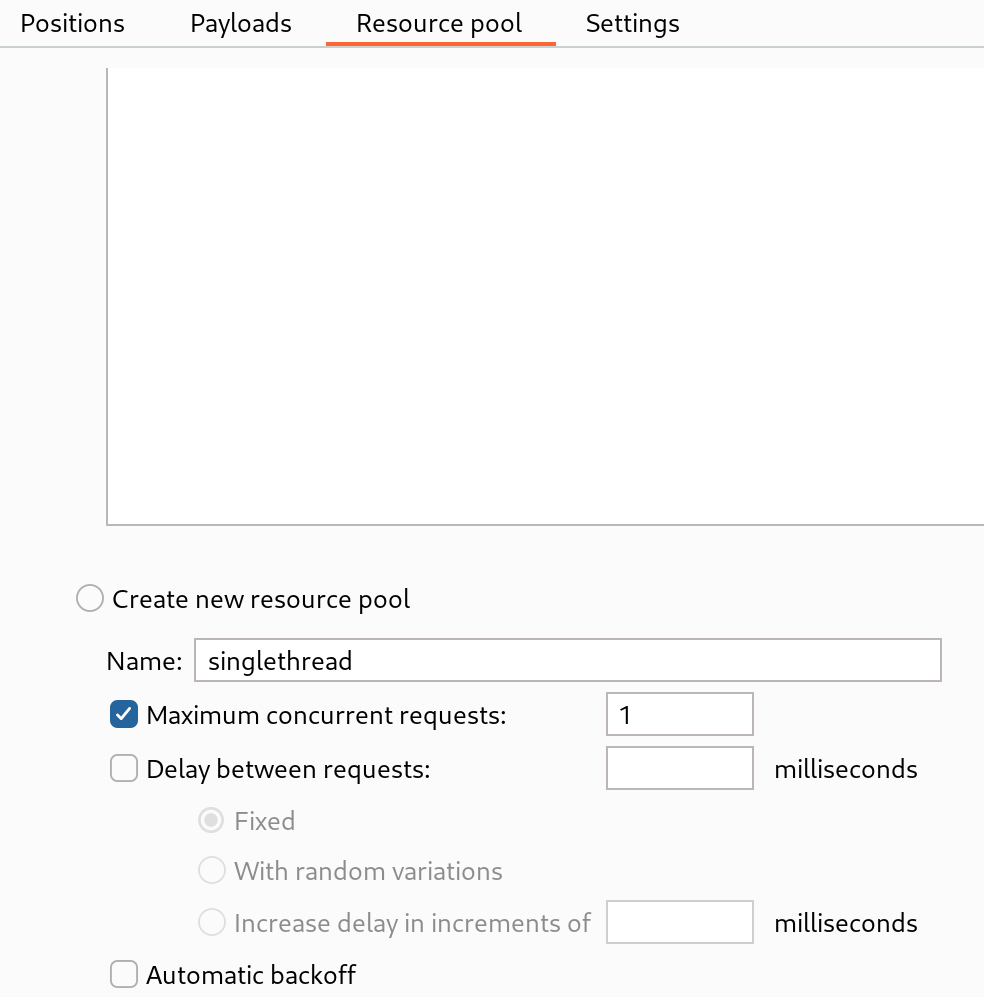 Positions Payloads Resource pool Settings
Create new resource pool
Name: singlethread
Maximum concurrent requests: 1
Delay between requests: milliseconds
Fixed
With random variations
Increase delay in increments of milliseconds
Automatic backoff